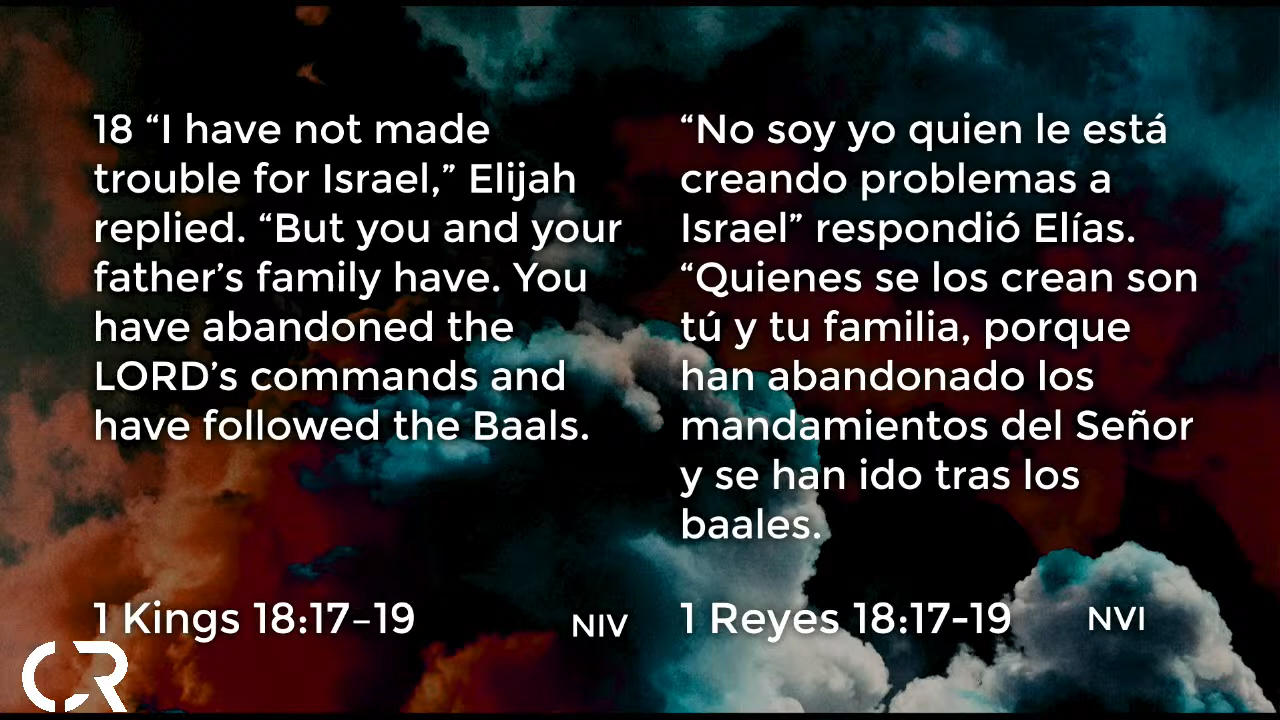 18 “I have not made
trouble for Israel,” Elijah
replied. “But you and your
father’s family have. You
have abandoned the
LORD’s commands and
have followed the Baals.
1 Kings 18:17–19
NIV
“No soy yo quien le está
creando problemas a
Israel” respondió Elías.
“Quienes se los crean son
tú y tu familia, porque
han abandonado los
mandamientos del Señor
y se han ido tras los
baales.
1 Reyes 18:17-19
NVI
CR